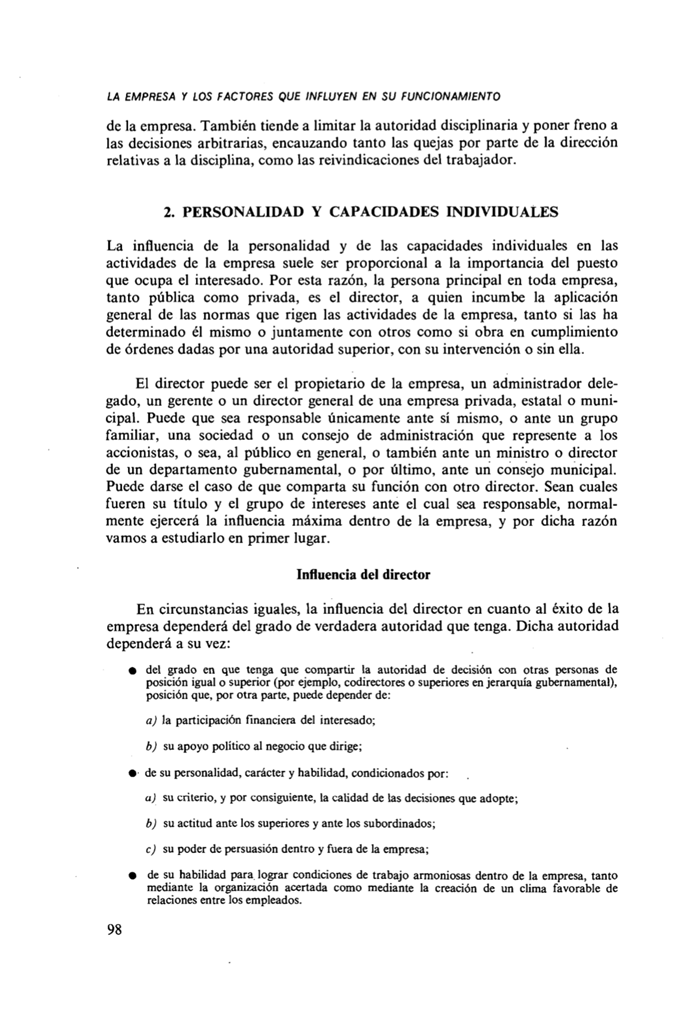 LA EMPRESA Y LOS FACTORES QUE INFLUYEN EN SU FUNCIONAMIENTO
de la empresa. También tiende a limitar la autoridad disciplinaria y poner freno a
las decisiones arbitrarias, encauzando tanto las quejas por parte de la dirección
relativas a la disciplina, como las reivindicaciones del trabajador.
2. PERSONALIDAD Y CAPACIDADES INDIVIDUALES
La influencia de la personalidad y de las capacidades individuales en las
actividades de la empresa suele ser proporcional a la importancia del puesto
que ocupa el interesado. Por esta razón, la persona principal en toda empresa,
tanto pública como privada, es el director, a quien incumbe la aplicación
general de las normas que rigen las actividades de la empresa, tanto si las ha
determinado él mismo o juntamente con otros como si obra en cumplimiento
de órdenes dadas por una autoridad superior, con su intervención o sin ella.
El director puede ser el propietario de la empresa, un administrador dele-
gado, un gerente o un director general de una empresa privada, estatal o muni-
cipal. Puede que sea responsable únicamente ante sí mismo, o ante un grupo
familiar, una sociedad o un consejo de administración que represente a los
accionistas, o sea, al público en general, o también ante un ministro o director
de un departamento gubernamental, o por último, ante un consejo municipal.
Puede darse el caso de que comparta su función con otro director. Sean cuales
fueren su título y el grupo de intereses ante el cual sea responsable, normal-
mente ejercerá la influencia máxima dentro de la empresa, y por dicha razón
vamos a estudiarlo en primer lugar.
Influencia del director
En circunstancias iguales, la influencia del director en cuanto al éxito de la
empresa dependerá del grado de verdadera autoridad que tenga. Dicha autoridad
dependerá a su vez:
● del grado en que tenga que compartir la autoridad de decisión con otras personas de
posición igual o superior (por ejemplo, codirectores o superiores en jerarquía gubernamental),
posición que, por otra parte, puede depender de:
a) la participación financiera del interesado;
b) su apoyo político al negocio que dirige;
● de su personalidad, carácter y habilidad, condicionados por:
a) su criterio, y por consiguiente, la calidad de las decisiones que adopte;
b) su actitud ante los superiores y ante los subordinados;
c) su poder de persuasión dentro y fuera de la empresa;
● de su habilidad para lograr condiciones de trabajo armoniosas dentro de la empresa, tanto
mediante la organización acertada como mediante la creación de un clima favorable de
relaciones entre los empleados.
98